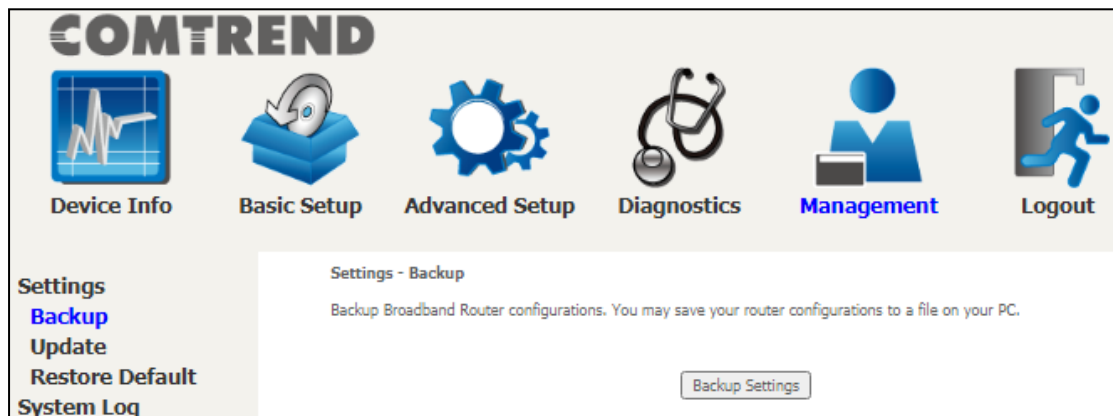 COMTREND
Device Info Basic Setup Advanced Setup Diagnostics Management Logout
Settings
Backup
Update
Restore Default
System Log
Settings - Backup
Backup Broadband Router configurations. You may save your router configurations to a file on your PC.
Backup Settings